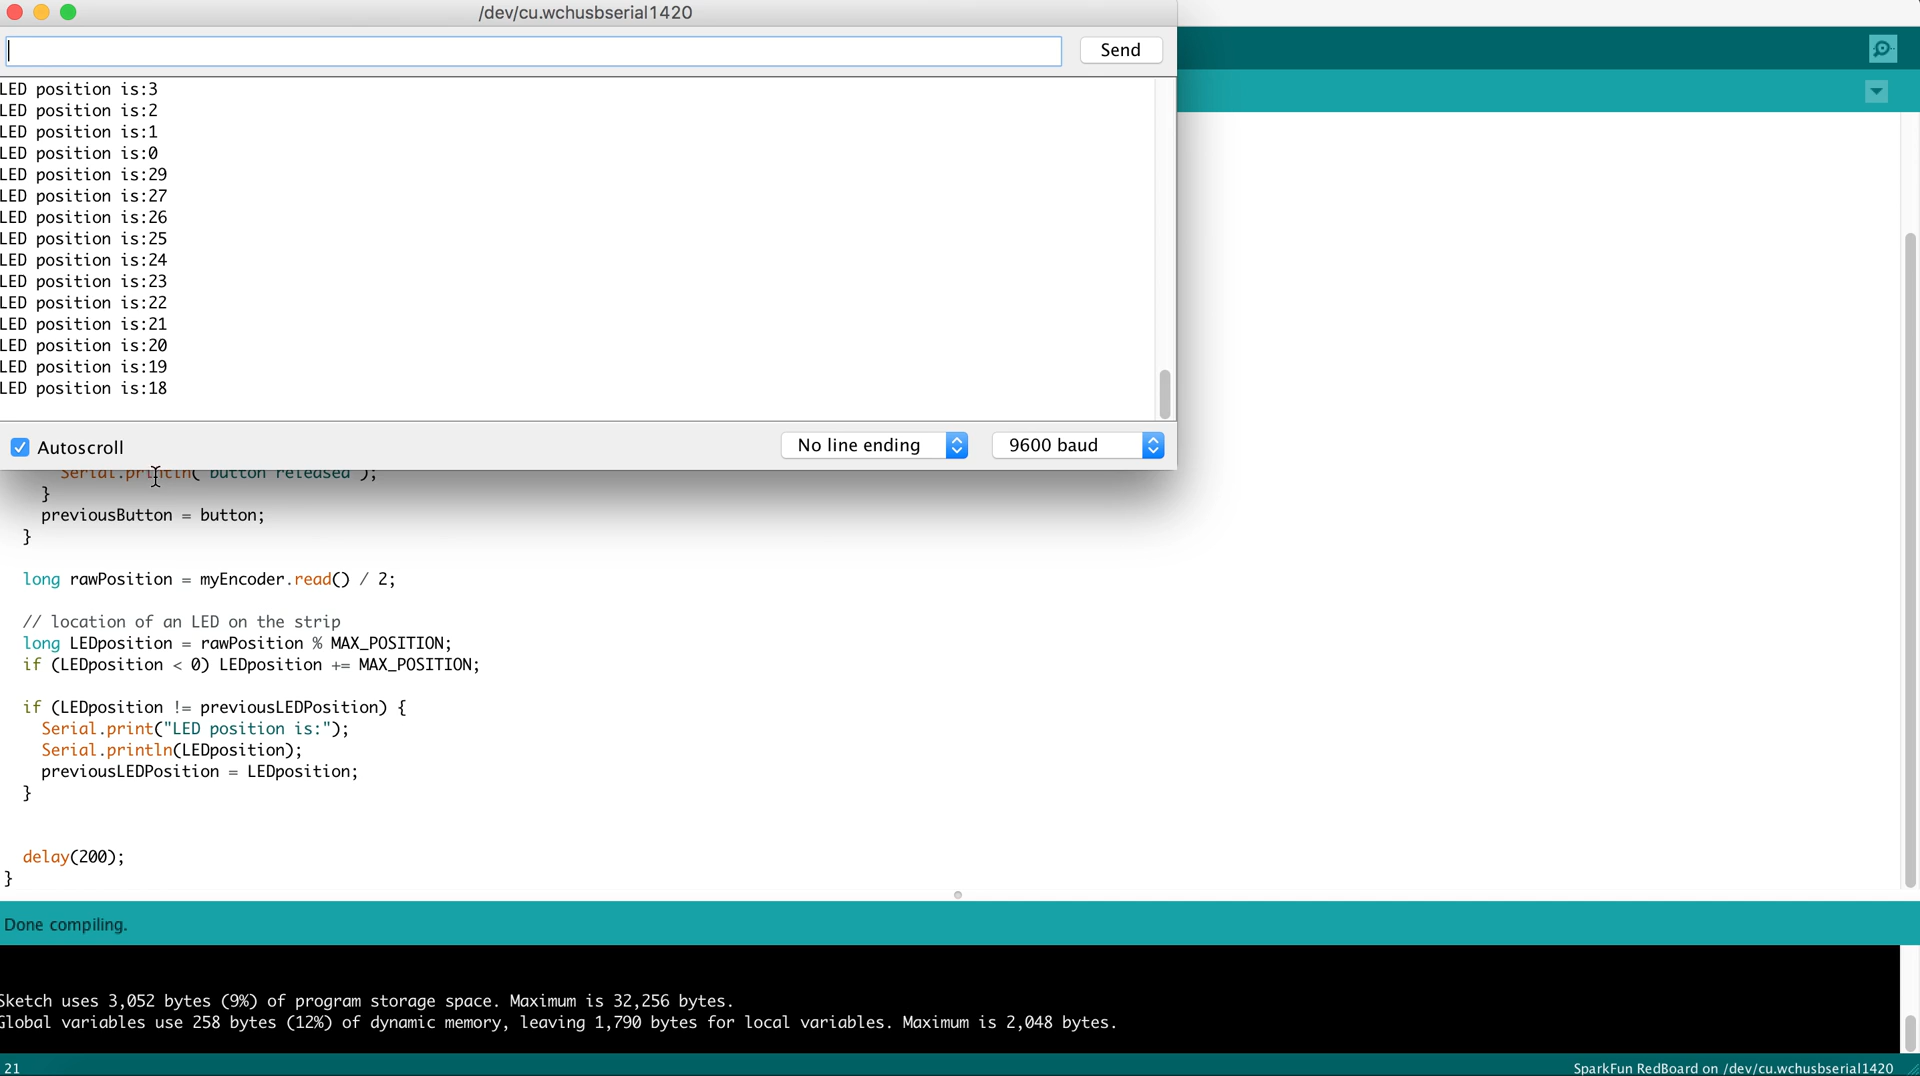 /dev/cu.wchusbserial1420
Send
LED position is:3
LED position is:2
LED position is:1
LED position is:0
LED position is:29
LED position is:27
LED position is:26
LED position is:25
LED position is:24
LED position is:23
LED position is:22
LED position is:21
LED position is:20
LED position is:19
LED position is:18
Autoscroll
No line ending
9600 baud
Serial.println("button released");
}
previousButton = button;
}
long rawPosition = myEncoder.read() / 2;
// location of an LED on the strip
long LEDposition = rawPosition % MAX_POSITION;
if (LEDposition < 0) LEDposition += MAX_POSITION;
if (LEDposition != previousLEDPosition) {
Serial.print("LED position is:");
Serial.println(LEDposition);
previousLEDPosition = LEDposition;
}
delay(200);
}
Done compiling.
Sketch uses 3,052 bytes (9%) of program storage space. Maximum is 32,256 bytes.
Global variables use 258 bytes (12%) of dynamic memory, leaving 1,790 bytes for local variables. Maximum is 2,048 bytes.
21
SparkFun RedBoard on /dev/cu.wchusbserial1420